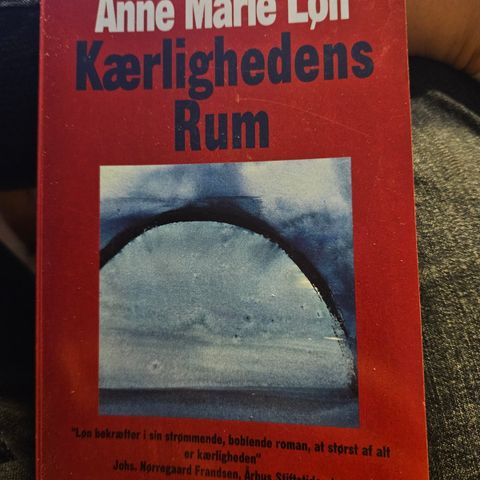 Anne Marie Løn
Kærlighedens
Rum
"Løn bekræfter i sin strømmende, boblende roman, at størst af alt
er kærligheden"
Johs. Nørregaard Frandsen, Århus Stiftstidende